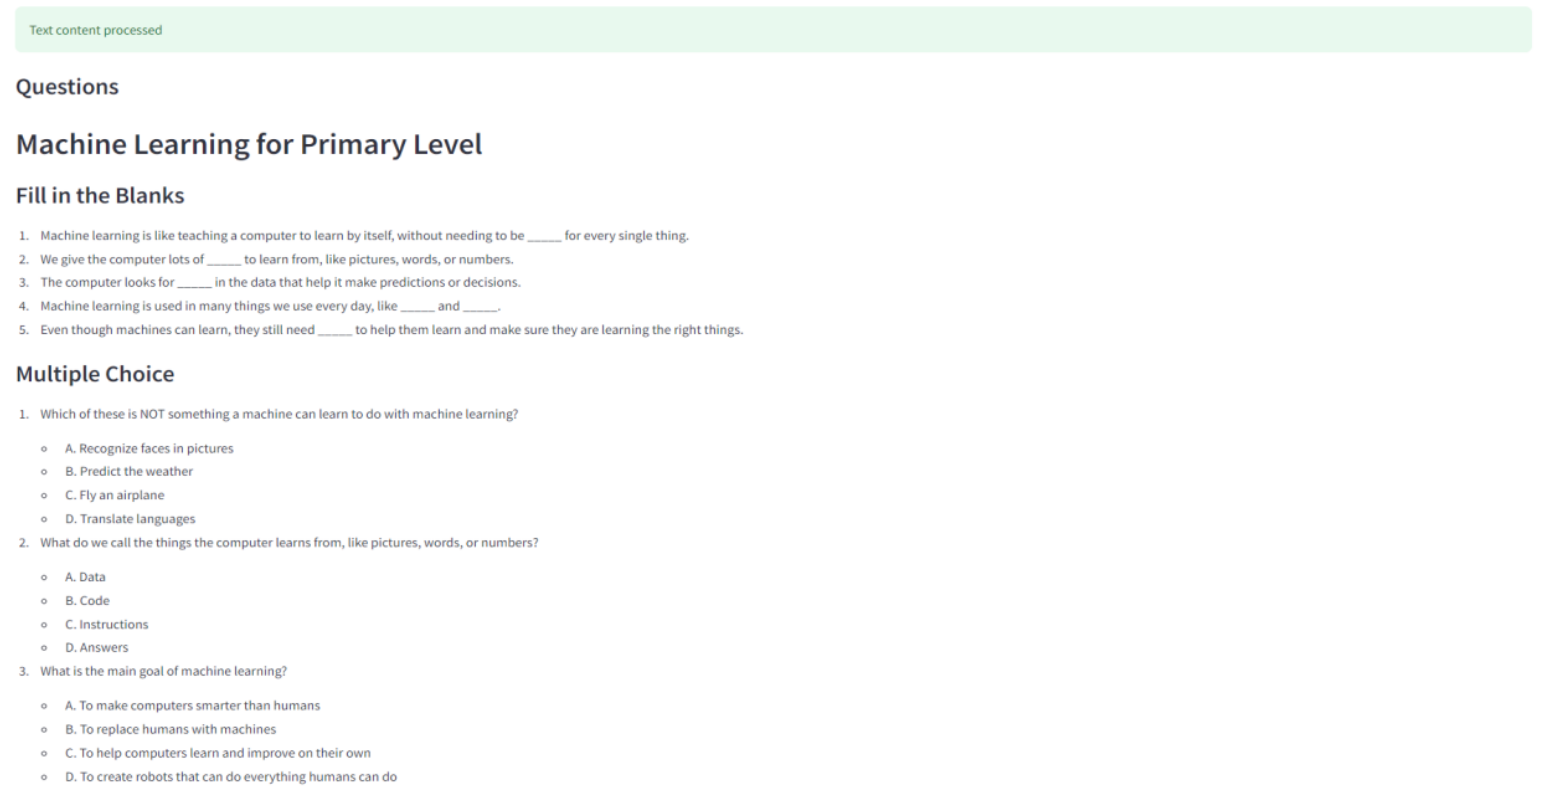 Text content processed
Questions
Machine Learning for Primary Level
Fill in the Blanks
1. Machine learning is like teaching a computer to learn by itself, without needing to be _____ for every single thing.
2. We give the computer lots of _____ to learn from, like pictures, words, or numbers.
3. The computer looks for _____ in the data that help it make predictions or decisions.
4. Machine learning is used in many things we use every day, like _____ and _____.
5. Even though machines can learn, they still need _____ to help them learn and make sure they are learning the right things.
Multiple Choice
1. Which of these is NOT something a machine can learn to do with machine learning?
A. Recognize faces in pictures
B. Predict the weather
C. Fly an airplane
D. Translate languages
2. What do we call the things the computer learns from, like pictures, words, or numbers?
A. Data
B. Code
C. Instructions
D. Answers
3. What is the main goal of machine learning?
A. To make computers smarter than humans
B. To replace humans with machines
C. To help computers learn and improve on their own
D. To create robots that can do everything humans can do